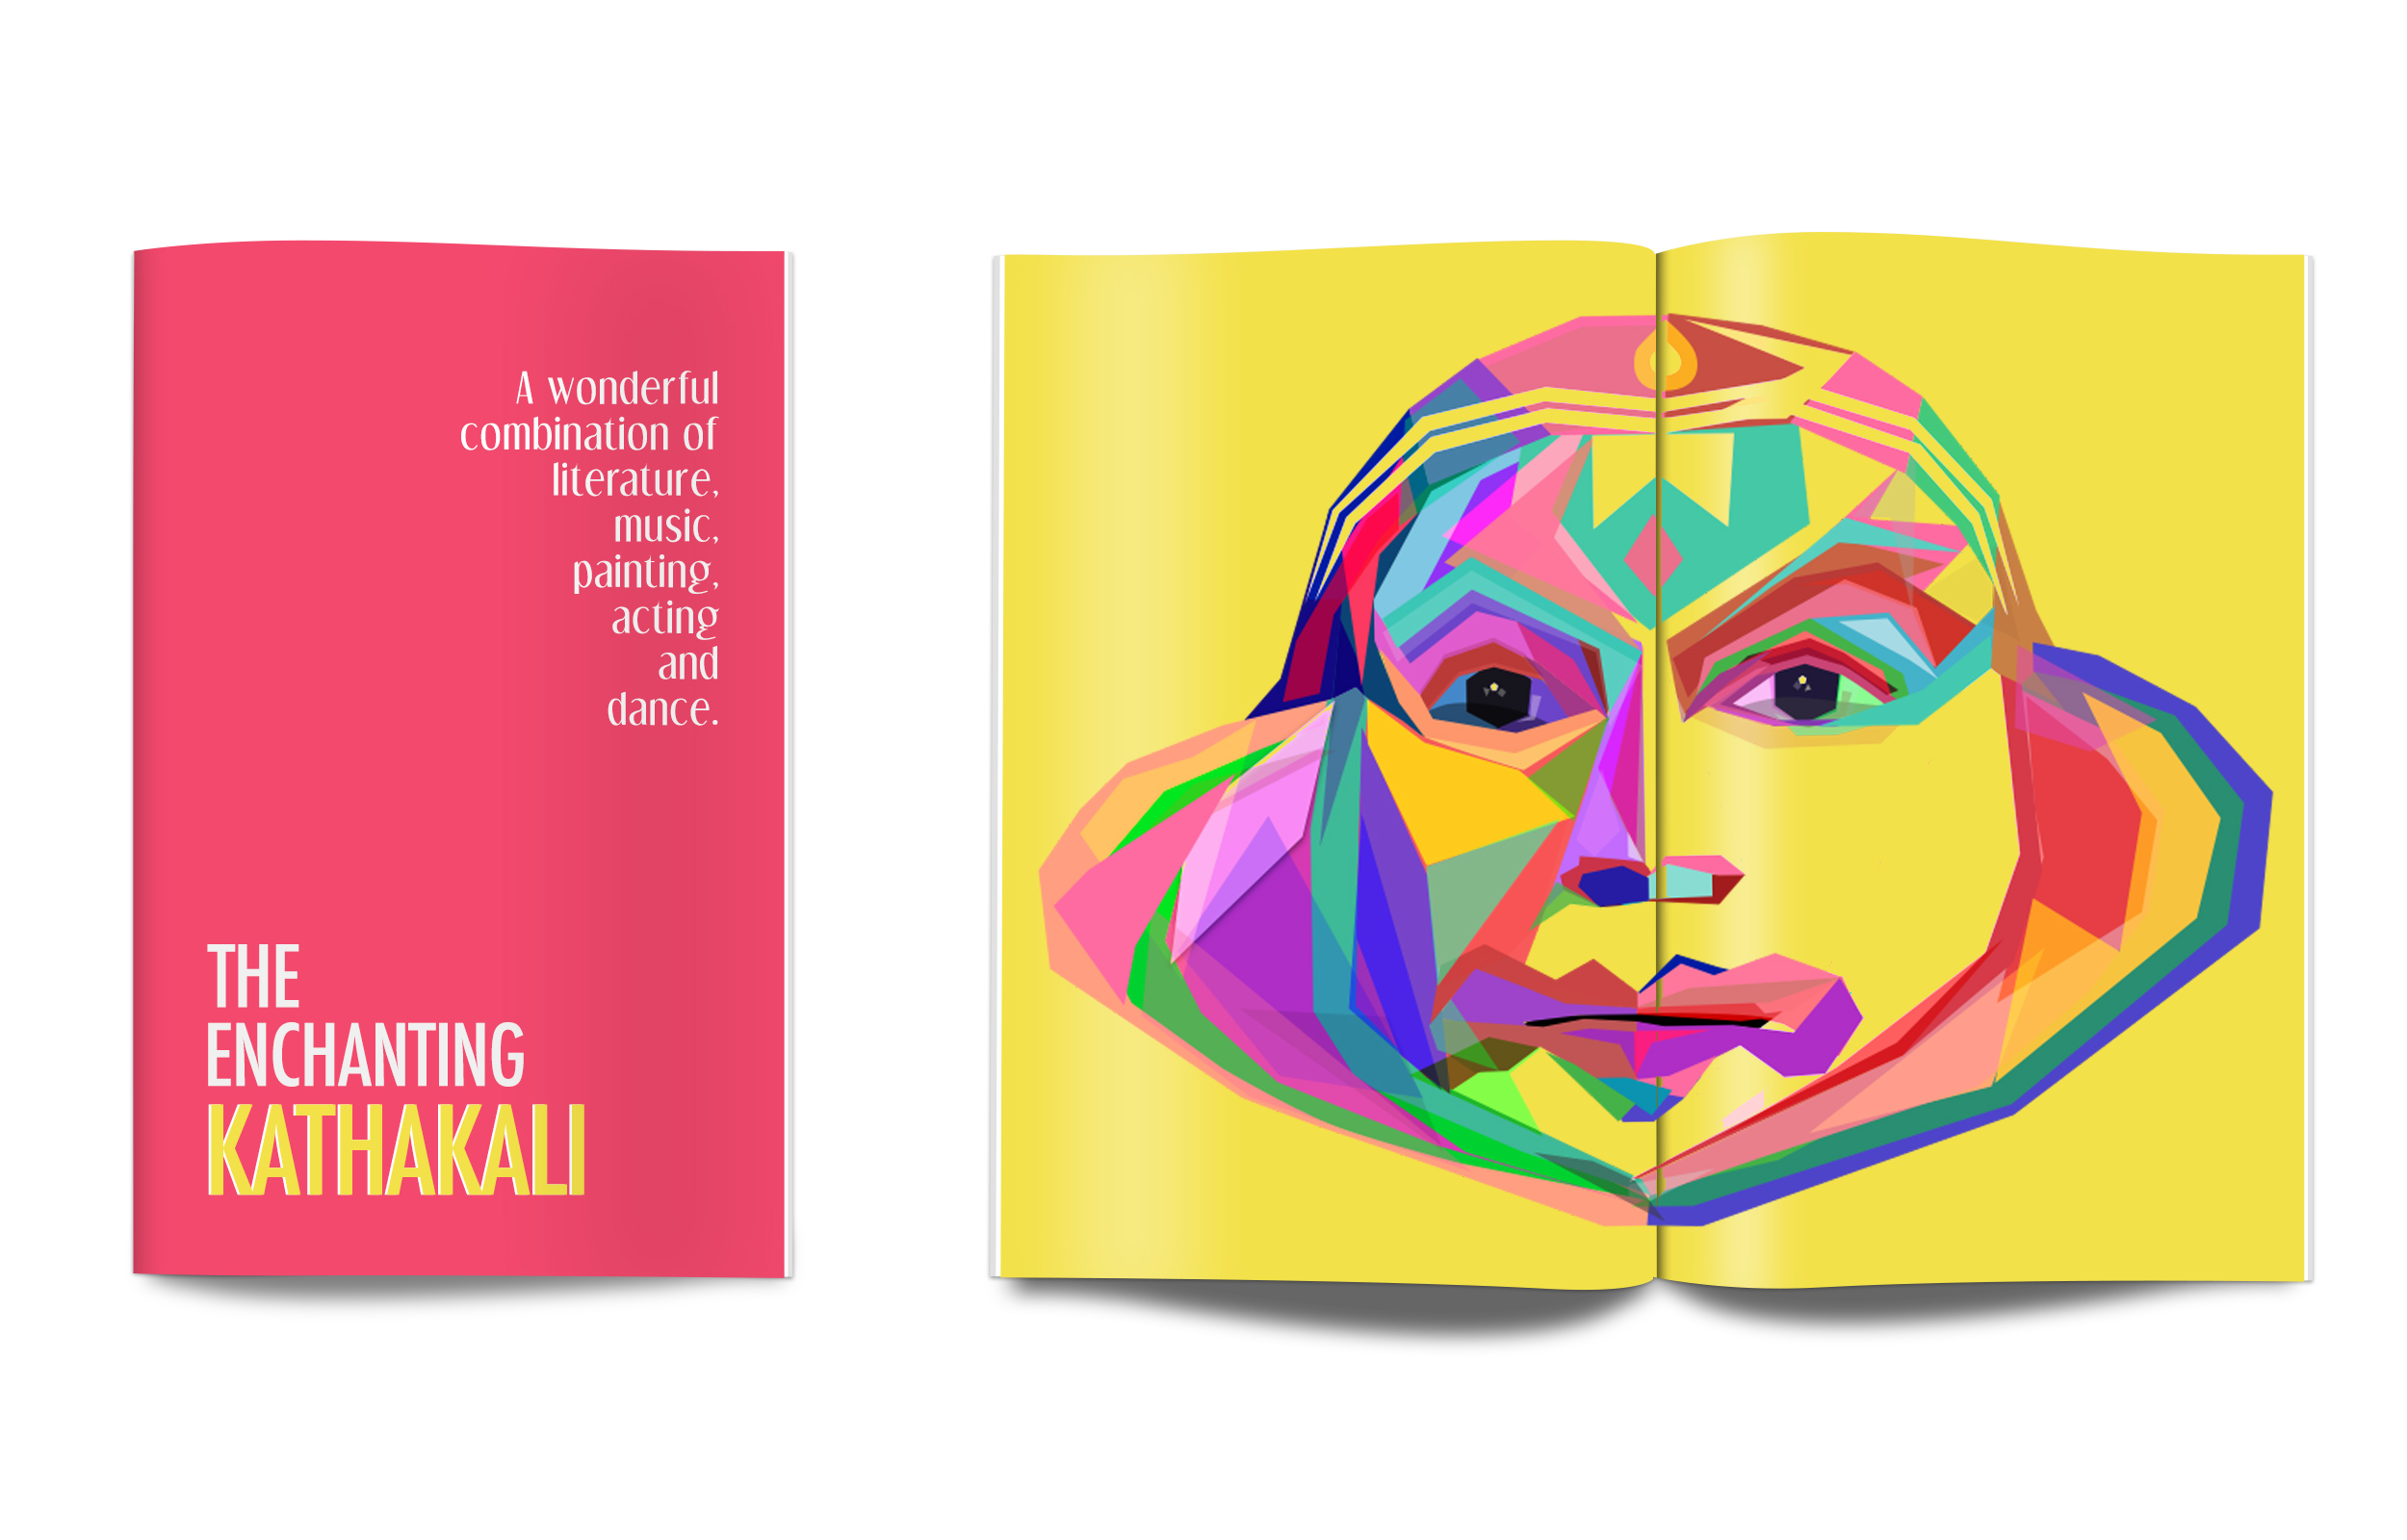 A wonderful
combination of
literature,
music,
painting,
acting
and
dance.
THE
ENCHANTING
KATHAKALI